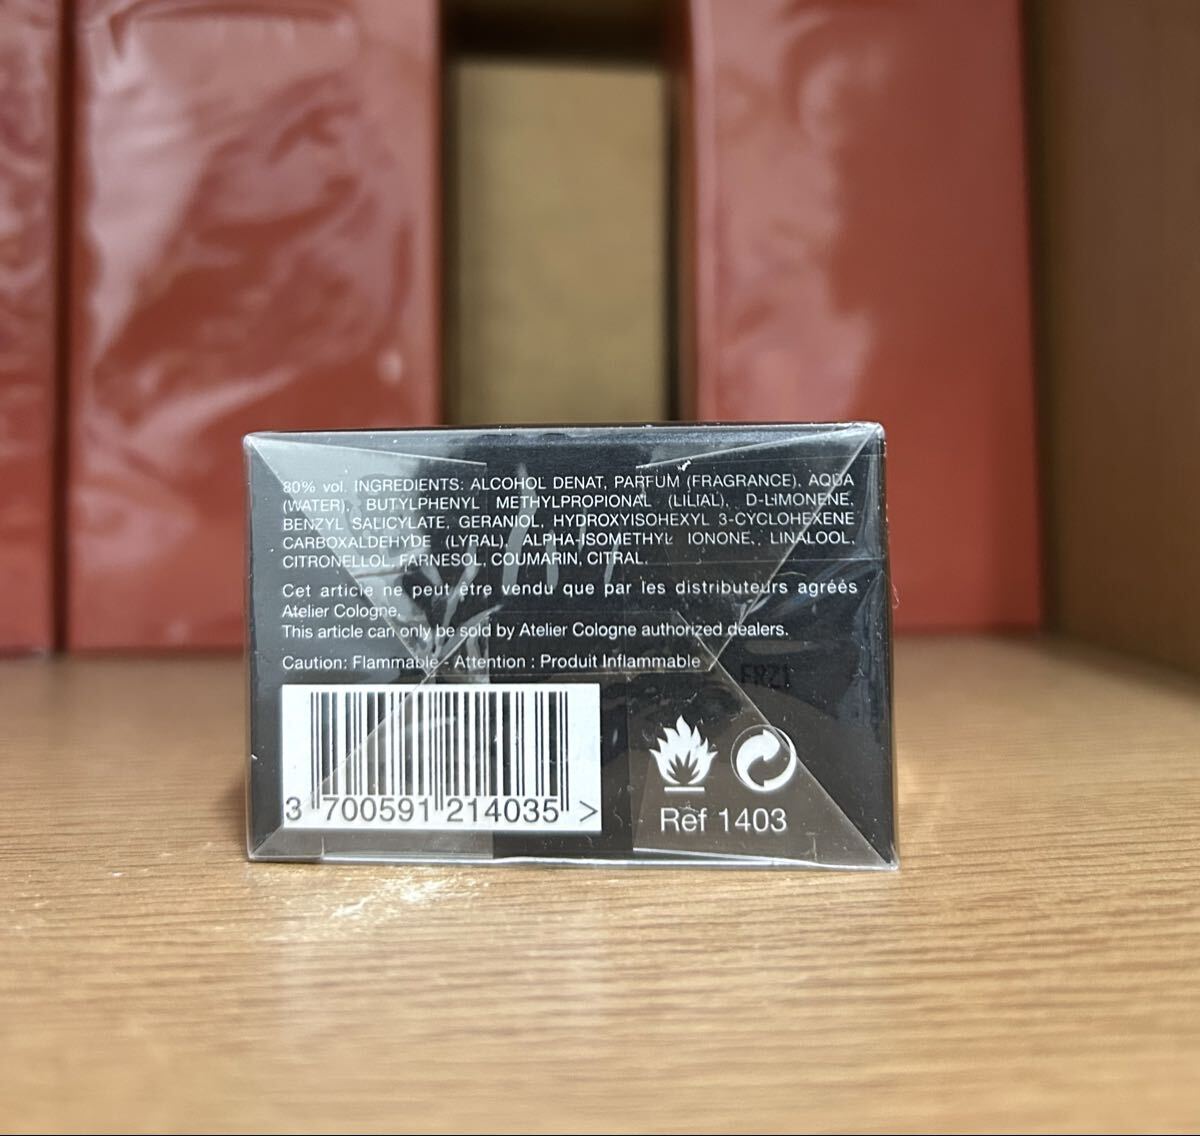 80% vol. INGREDIENTS: ALCOHOL DENAT, PARFUM (FRAGRANCE), AQUA
(WATER), BUTYLPHENYL METHYLPROPIONAL (LILIAL), D-LIMONENE,
BENZYL SALICYLATE, GERANIOL, HYDROXYISOHEXYL 3-CYCLOHEXENE
CARBOXALDEHYDE (LYRAL), ALPHA-ISOMETHYL IONONE, LINALOOL,
CITRONELLOL, FARNESOL, COUMARIN, CITRAL.
Cet article ne peut être vendu que par les distributeurs agréés
Atelier Cologne.
This article can only be sold by Atelier Cologne authorized dealers.
Caution: Flammable - Attention : Produit Inflammable
3 700591 214035 >
Réf 1403